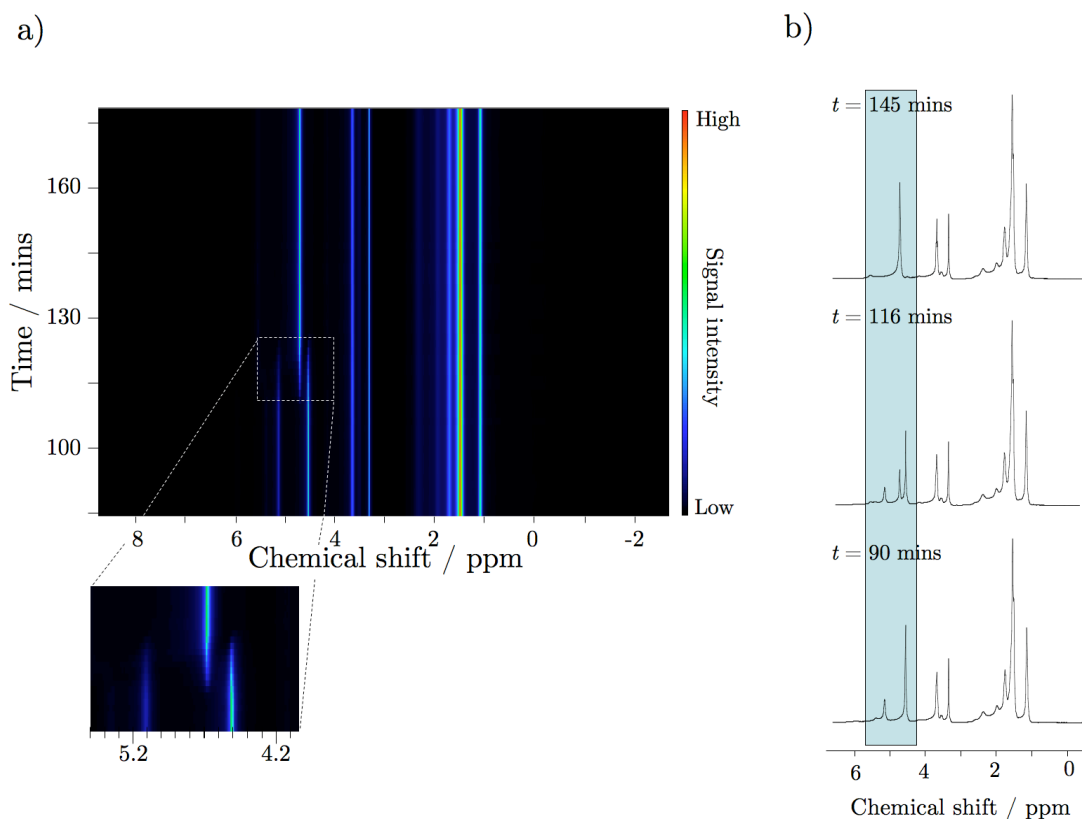 a)
High
160
Time / mins
130
Signal intensity
100
Low
8 6 4 2 0 -2
Chemical shift / ppm
5.2 4.2
b)
t = 145 mins
t = 116 mins
t = 90 mins
6 4 2 0
Chemical shift / ppm